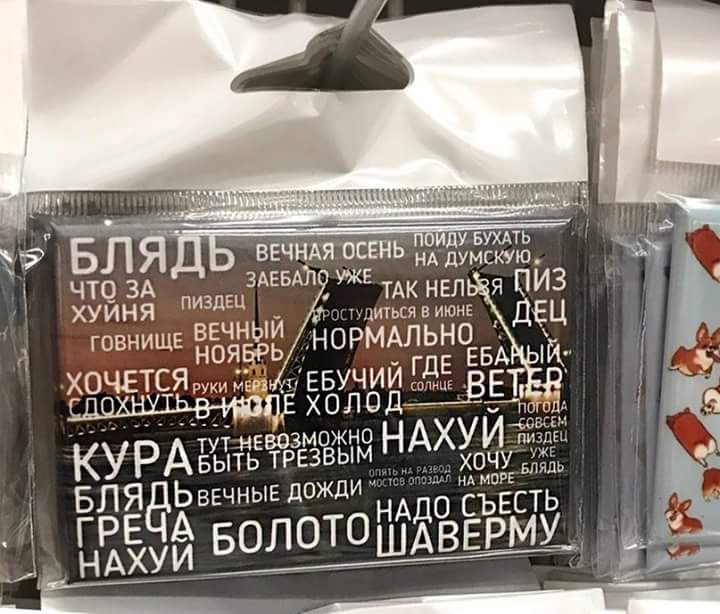 БЛЯДЬ
ВЕЧНАЯ ОСЕНЬ
ПОЙДУ БУХАТЬ
НА ДУМСКУЮ
ЧТО ЗА
ХУЙНЯ
ПИЗДЕЦ
ЗАЕБАЛО УЖЕ
ТАК НЕЛЬЗЯ
ПИЗ
ДЕЦ
ПРОСТУДИТЬСЯ В ИЮНЕ
ГОВНИЩЕ
ВЕЧНЫЙ
НОЯБРЬ
НОРМАЛЬНО
ХОЧЕТСЯ
СДОХНУТЬ
РУКИ МЕРЗНУТ
В ИЮЛЕ
ЕБУЧИЙ
ХОЛОД
ГДЕ
СОЛНЦЕ
ЕБАНЫЙ
ВЕТЕР
ПОГОДА
СОВСЕМ
ПИЗДЕЦ
УЖЕ
БЛЯДЬ
КУРА
ТУТ НЕВОЗМОЖНО
БЫТЬ ТРЕЗВЫМ
НАХУЙ
ОПЯТЬ НА РАЗВОД
МОСТОВ ОПОЗДАЛ
ХОЧУ
НА МОРЕ
БЛЯДЬ
ВЕЧНЫЕ ДОЖДИ
ГРЕЧА
НАХУЙ
БОЛОТО
НАДО СЪЕСТЬ
ШАВЕРМУ